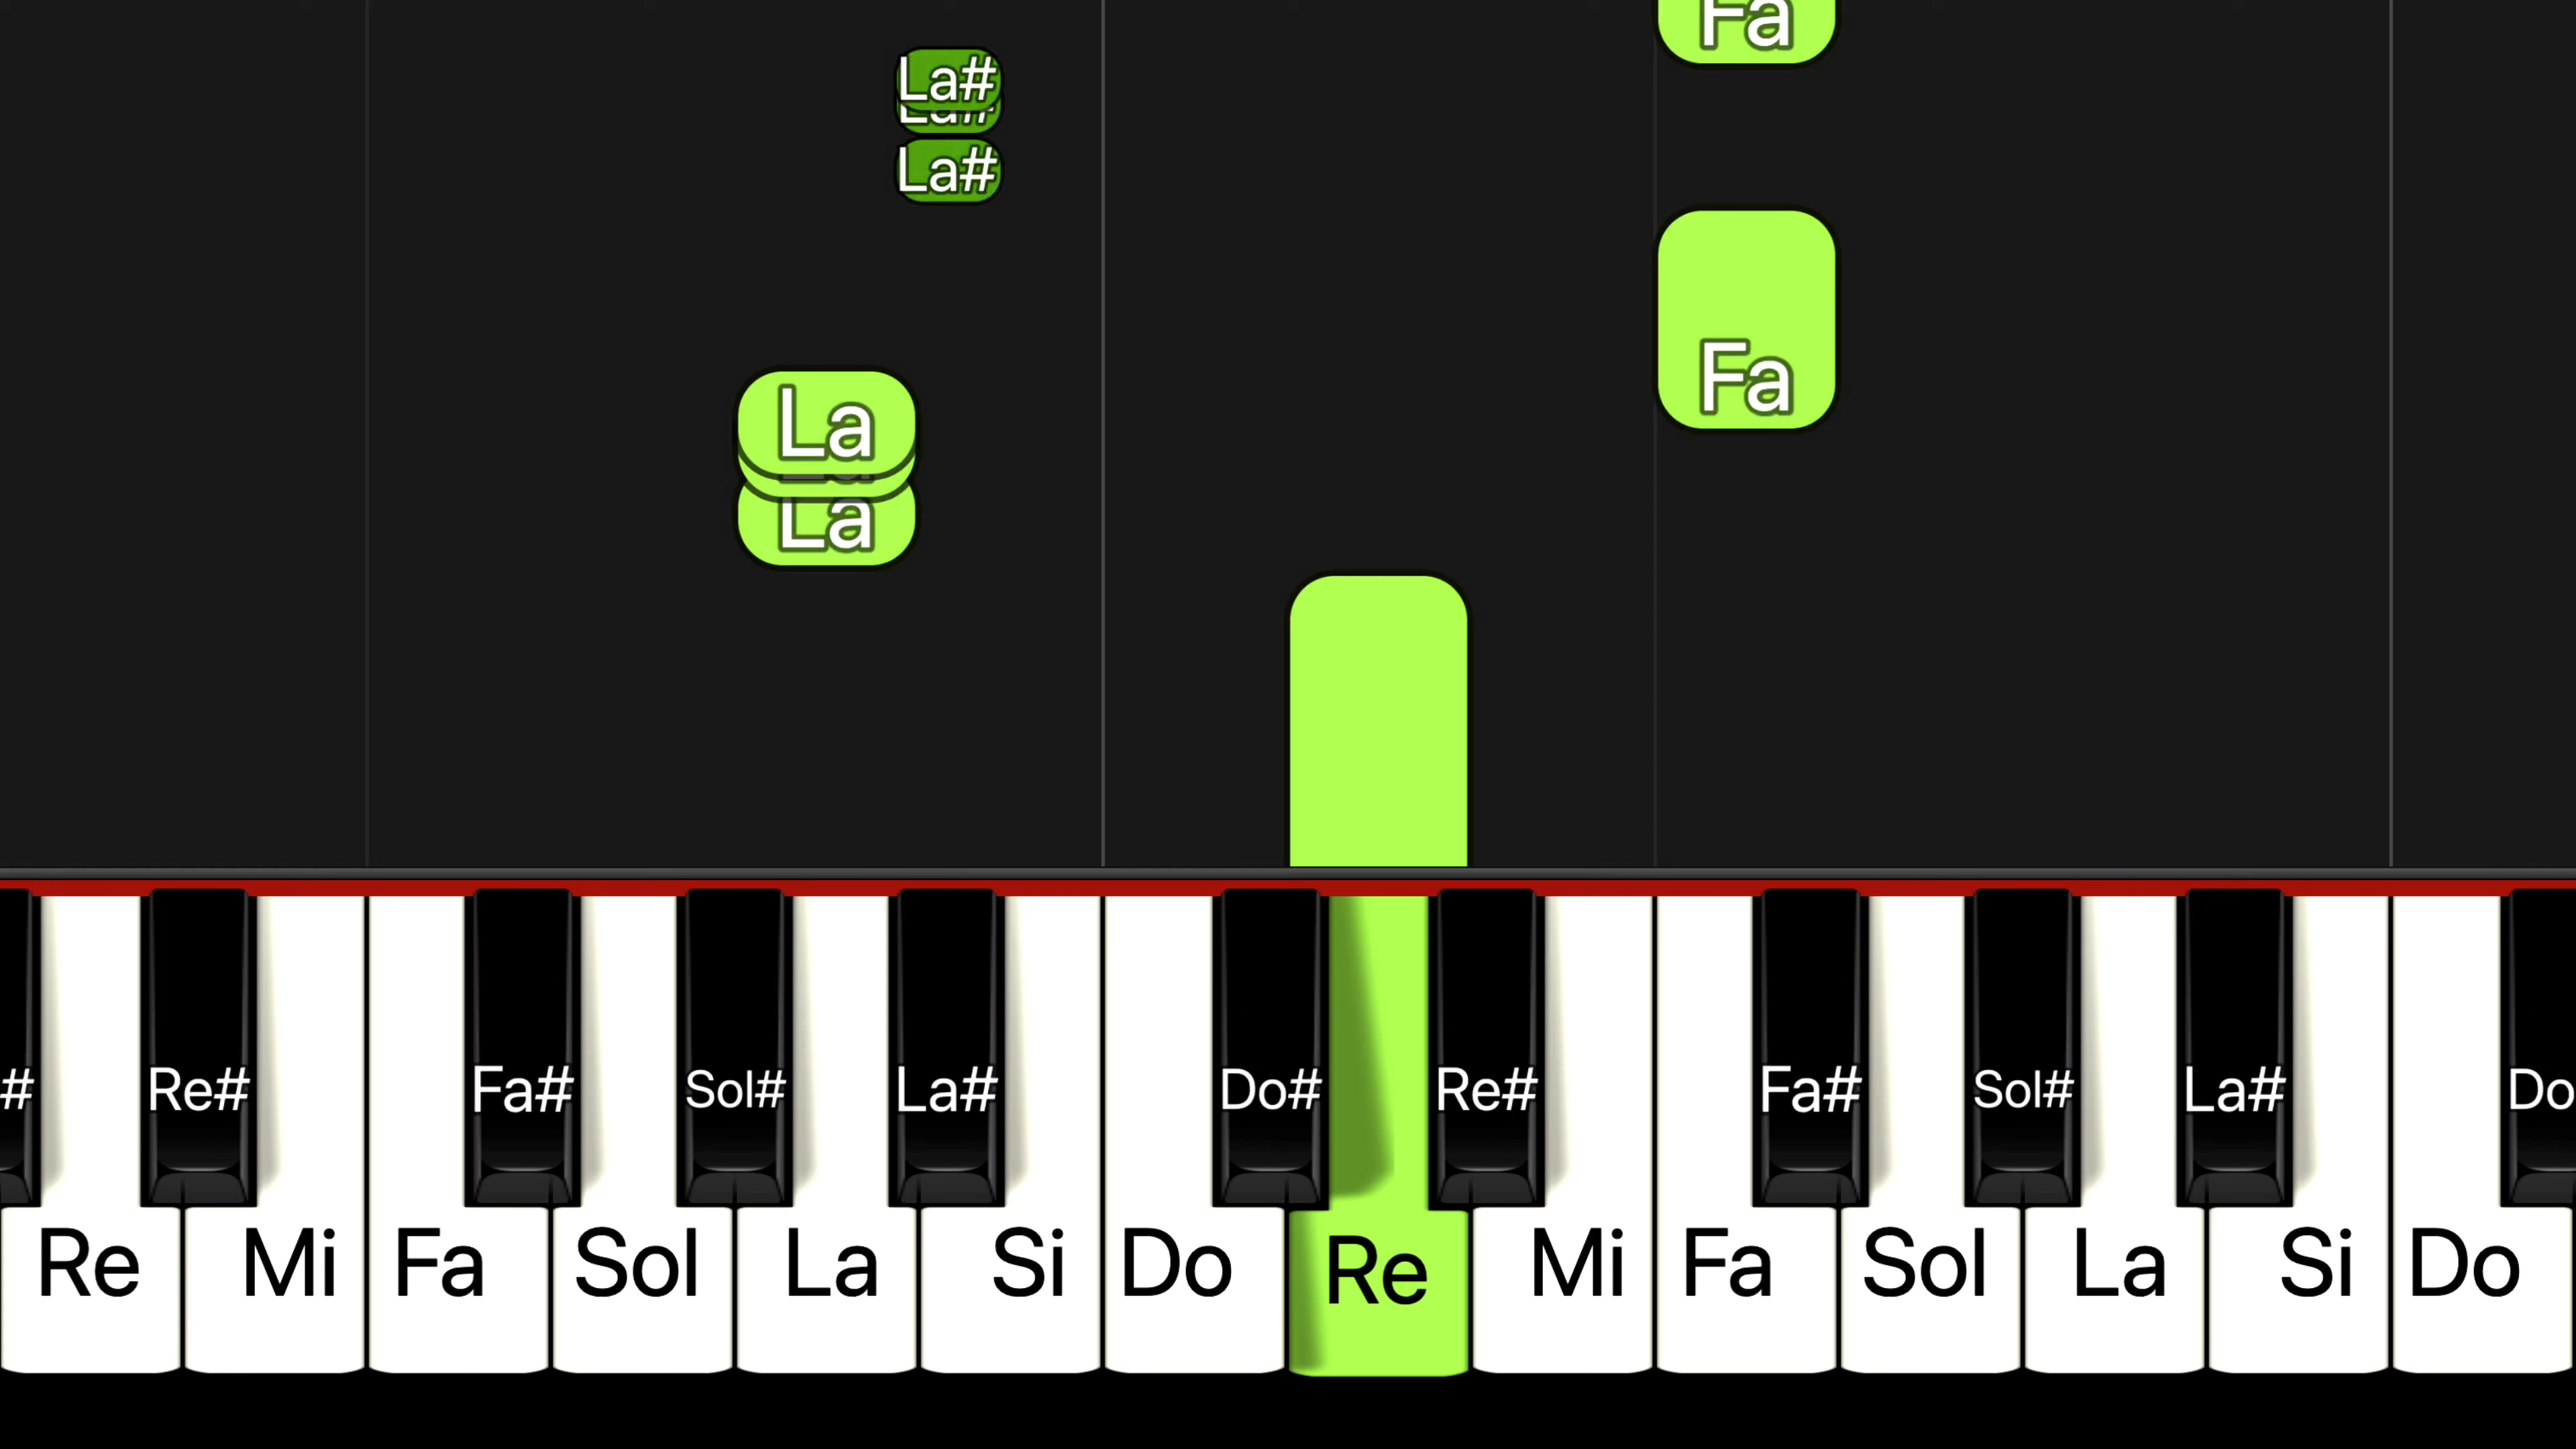 Fa
La#
La#
La#
Fa
La
La
# Re# Fa# Sol# La# Do# Re# Fa# Sol# La# Do
Re Mi Fa Sol La Si Do Re Mi Fa Sol La Si Do